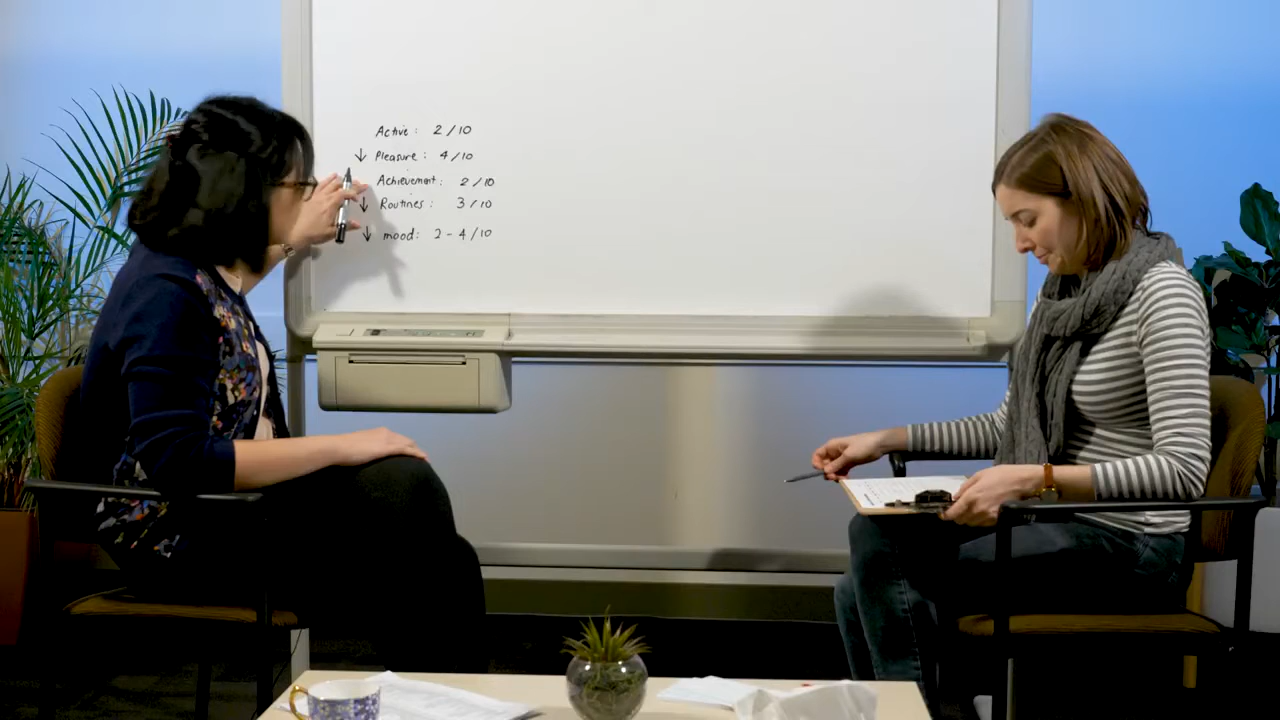 Active: 2/10
↓ Pleasure: 4/10
Achievement: 2/10
↓ Routines: 3/10
↓ mood: 2-4/10